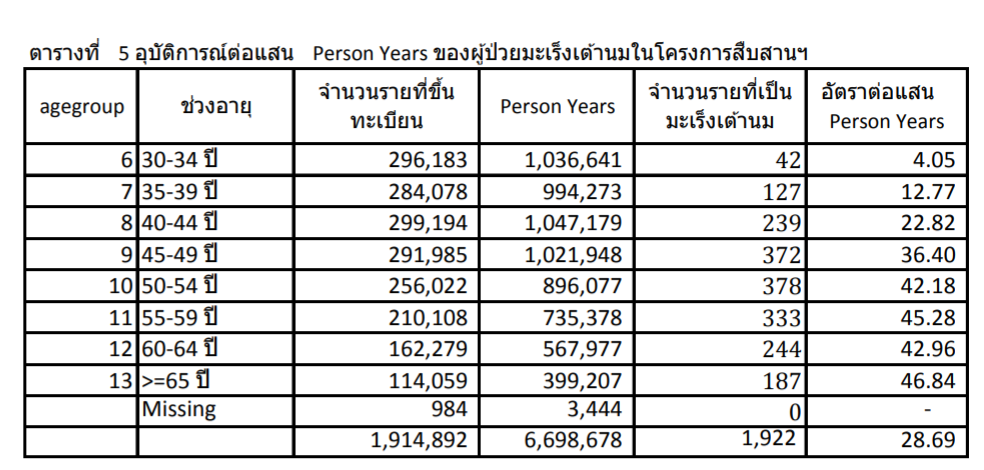 ตารางที่ 5 อุบัติการณ์ต่อแสน Person Years ของผู้ป่วยมะเร็งเต้านมในโครงการสืบสานฯ
agegroup ช่วงอายุ จำนวนรายที่ขึ้นทะเบียน Person Years จำนวนรายที่เป็นมะเร็งเต้านม อัตราต่อแสน Person Years
6 30-34 ปี 296,183 1,036,641 42 4.05
7 35-39 ปี 284,078 994,273 127 12.77
8 40-44 ปี 299,194 1,047,179 239 22.82
9 45-49 ปี 291,985 1,021,948 372 36.40
10 50-54 ปี 256,022 896,077 378 42.18
11 55-59 ปี 210,108 735,378 333 45.28
12 60-64 ปี 162,279 567,977 244 42.96
13 >=65 ปี 114,059 399,207 187 46.84
Missing 984 3,444 0 -
1,914,892 6,698,678 1,922 28.69